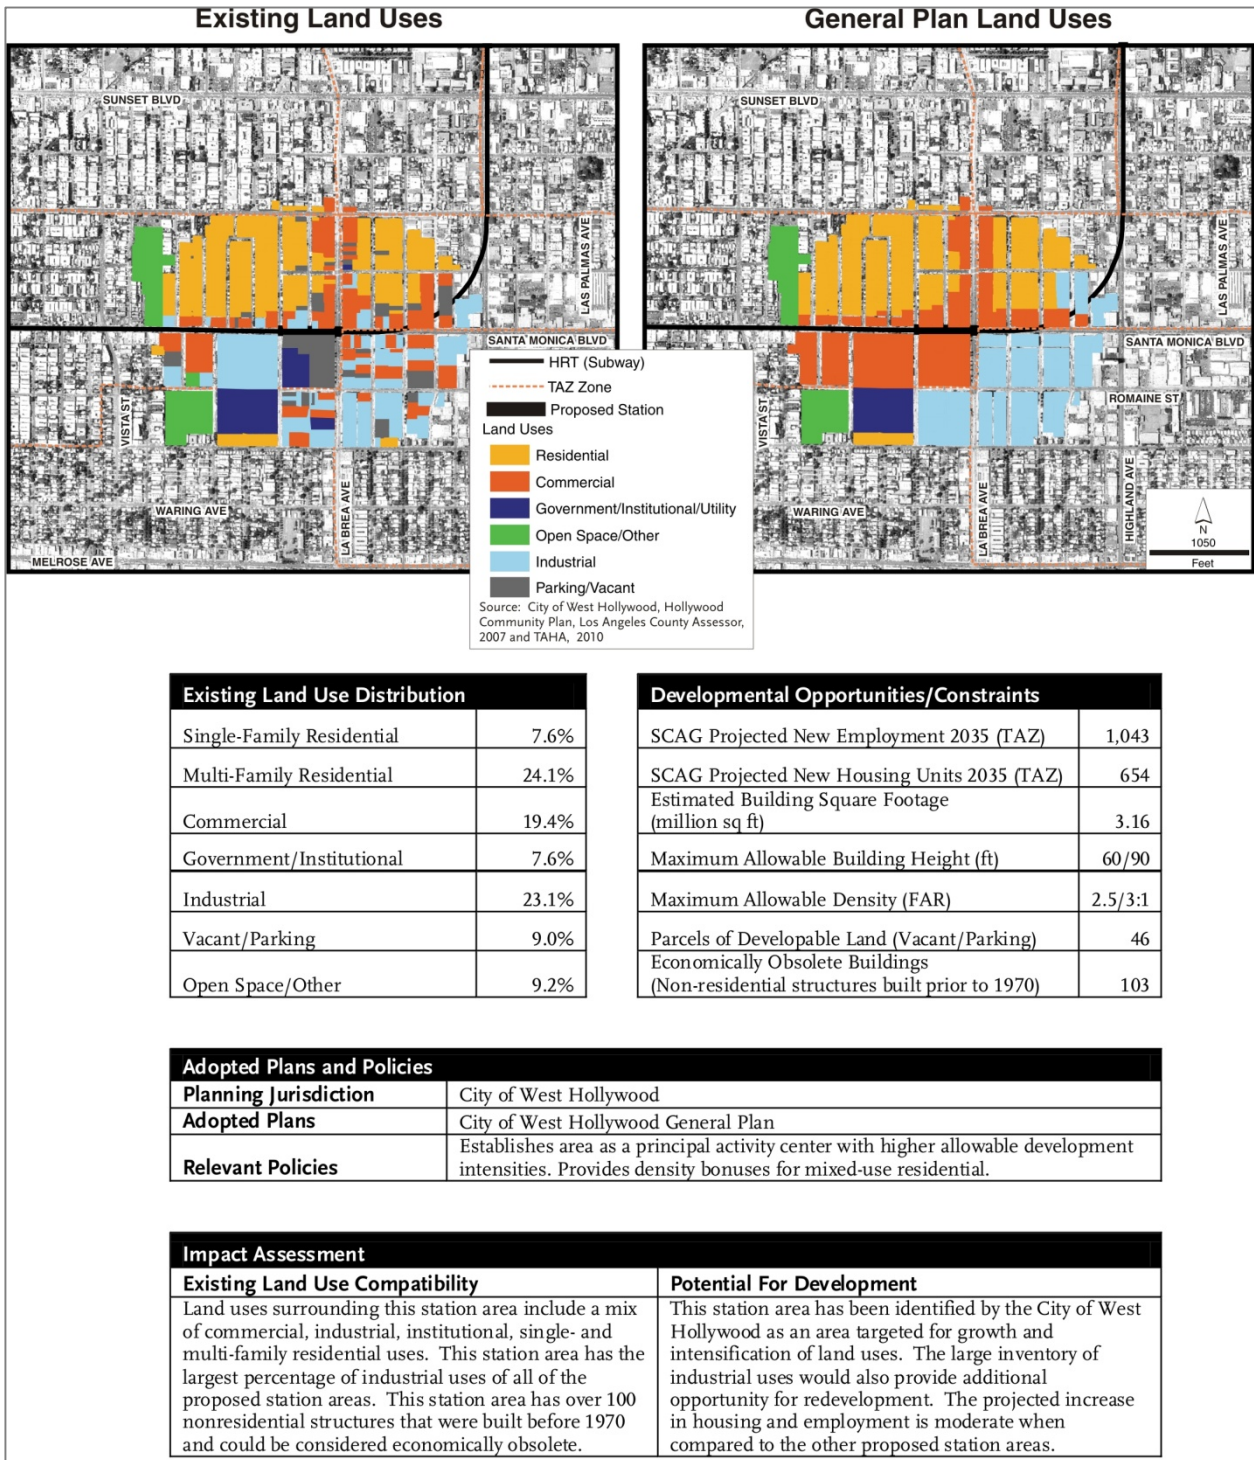 Existing Land Uses
General Plan Land Uses
SUNSET BLVD
LAS PALMAS AVE
SANTA MONICA BLVD
VISTA ST
LA BREA AVE
WARING AVE
MELROSE AVE
SUNSET BLVD
LAS PALMAS AVE
SANTA MONICA BLVD
ROMAINE ST
VISTA ST
LA BREA AVE
HIGHLAND AVE
WARING AVE
N
1050
Feet
HRT (Subway)
TAZ Zone
Proposed Station
Land Uses
Residential
Commercial
Government/Institutional/Utility
Open Space/Other
Industrial
Parking/Vacant
Source: City of West Hollywood, Hollywood
Community Plan, Los Angeles County Assessor,
2007 and TAHA, 2010
Existing Land Use Distribution
Single-Family Residential 7.6%
Multi-Family Residential 24.1%
Commercial 19.4%
Government/Institutional 7.6%
Industrial 23.1%
Vacant/Parking 9.0%
Open Space/Other 9.2%
Developmental Opportunities/Constraints
SCAG Projected New Employment 2035 (TAZ) 1,043
SCAG Projected New Housing Units 2035 (TAZ) 654
Estimated Building Square Footage
(million sq ft) 3.16
Maximum Allowable Building Height (ft) 60/90
Maximum Allowable Density (FAR) 2.5/3:1
Parcels of Developable Land (Vacant/Parking) 46
Economically Obsolete Buildings
(Non-residential structures built prior to 1970) 103
Adopted Plans and Policies
Planning Jurisdiction City of West Hollywood
Adopted Plans City of West Hollywood General Plan
Relevant Policies Establishes area as a principal activity center with higher allowable development
intensities. Provides density bonuses for mixed-use residential.
Impact Assessment
Existing Land Use Compatibility
Land uses surrounding this station area include a mix
of commercial, industrial, institutional, single- and
multi-family residential uses. This station area has the
largest percentage of industrial uses of all of the
proposed station areas. This station area has over 100
nonresidential structures that were built before 1970
and could be considered economically obsolete.
Potential For Development
This station area has been identified by the City of West
Hollywood as an area targeted for growth and
intensification of land uses. The large inventory of
industrial uses would also provide additional
opportunity for redevelopment. The projected increase
in housing and employment is moderate when
compared to the other proposed station areas.